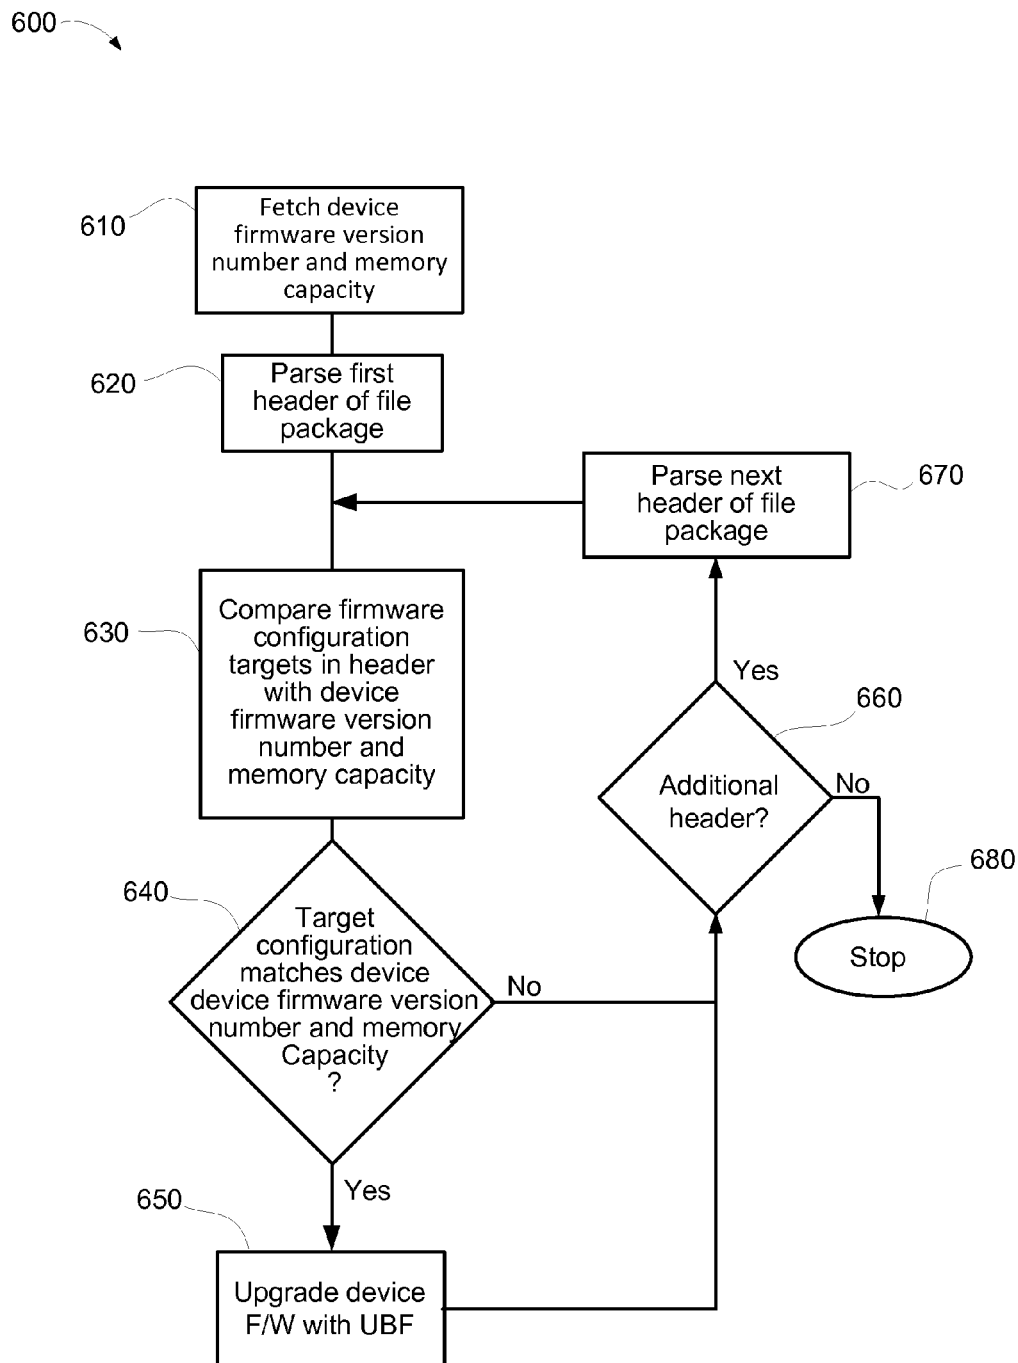 600
610
Fetch device
firmware version
number and memory
capacity
620
Parse first
header of file
package
Parse next
header of file
package
670
630
Compare firmware
configuration
targets in header
with device
firmware version
number and
memory capacity
Yes
660
Additional
header?
No
680
Stop
640
Target
configuration
matches device
device firmware version
number and memory
Capacity
?
No
Yes
650
Upgrade device
F/W with UBF